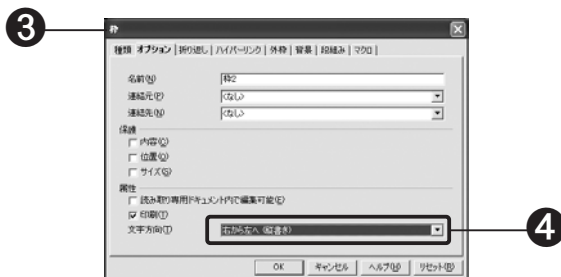 ❸
枠
種類 オプション 折り返し ハイパーリンク 外枠 背景 段組み マクロ
名前(N) 枠2
連結元(P) <なし>
連結先(N) <なし>
保護
内容(C)
位置(O)
サイズ(S)
属性
読み取り専用ドキュメント内で編集可能(E)
印刷(T)
文字方向(T) 右から左へ (縦書き)
❹
OK キャンセル ヘルプ(H) リセット(R)